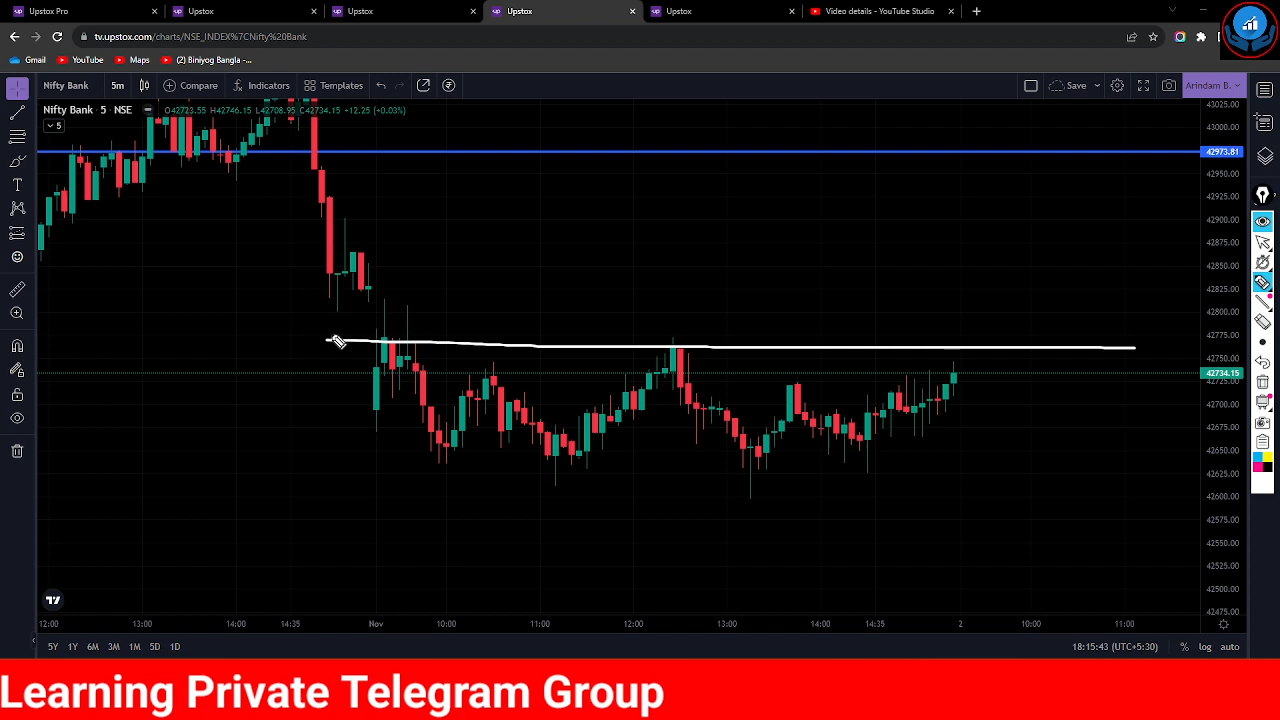 Upstox Pro
Upstox
Upstox
Upstox
Upstox
Video details - YouTube Studio
tv.upstox.com/charts/NSE_INDEX%7CNifty%20Bank
Gmail
YouTube
Maps
(2) Biniyog Bangla -...
Nifty Bank
5m
Compare
Indicators
Templates
Save
Arindam B.
Nifty Bank · 5 · NSE
O42723.55 H42746.15 L42708.95 C42734.15 +12.25 (+0.03%)
5
43025.00
43000.00
42973.81
42950.00
42925.00
42900.00
42875.00
42850.00
42825.00
42800.00
42775.00
42750.00
42734.15
42725.00
42700.00
42675.00
42650.00
42625.00
42600.00
42575.00
42550.00
42525.00
42500.00
42475.00
12:00 13:00 14:00 14:35 Nov 10:00 11:00 12:00 13:00 14:00 14:35 2 10:00 11:00
5Y 1Y 6M 3M 1M 5D 1D
18:15:43 (UTC+5:30) % log auto
Learning Private Telegram Group